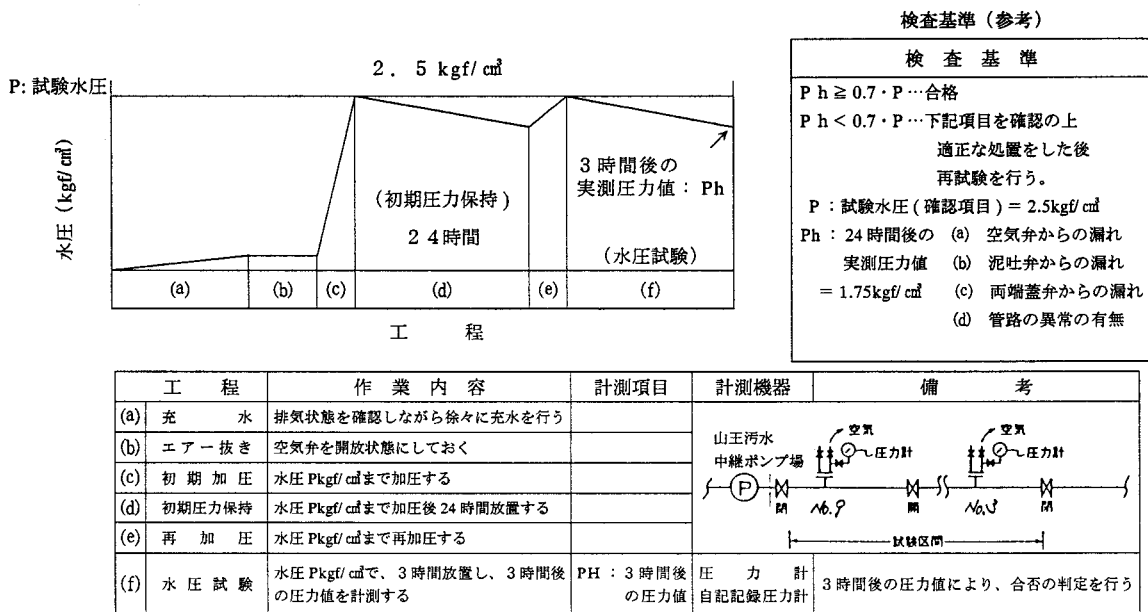 検査基準（参考）
検　査　基　準
Ｐｈ≧0.7・Ｐ…合格
Ｐｈ＜0.7・Ｐ…下記項目を確認の上
適正な処置をした後
再試験を行う。
Ｐ：試験水圧(確認項目)＝2.5kgf/㎠
Ph：24時間後の (a) 空気弁からの漏れ
実測圧力値 (b) 泥吐弁からの漏れ
＝1.75kgf/㎠ (c) 両端蓋弁からの漏れ
(d) 管路の異常の有無
２．５ kgf/㎠
P:試験水圧
水圧（kgf/㎠）
3時間後の
実測圧力値：Ph
（初期圧力保持）
２４時間
（水圧試験）
(a) (b) (c) (d) (e) (f)
工　程
工　程 作　業　内　容 計測項目 計測機器 備　考
(a) 充　水 排気状態を確認しながら徐々に充水を行う
(b) エアー抜き 空気弁を開放状態にしておく
(c) 初期加圧 水圧 Pkgf/㎠まで加圧する
(d) 初期圧力保持 水圧 Pkgf/㎠まで加圧後24時間放置する
(e) 再加圧 水圧 Pkgf/㎠まで再加圧する
(f) 水圧試験 水圧 Pkgf/㎠で、3時間放置し、3時間後
の圧力値を計測する
PH：3時間後
の圧力値
圧　力　計
自記記録圧力計
3時間後の圧力値により、合否の判定を行う
山王汚水
中継ポンプ場
空気 空気
圧力計 圧力計
P
閉 No.9 開 No.3 閉
試験区間